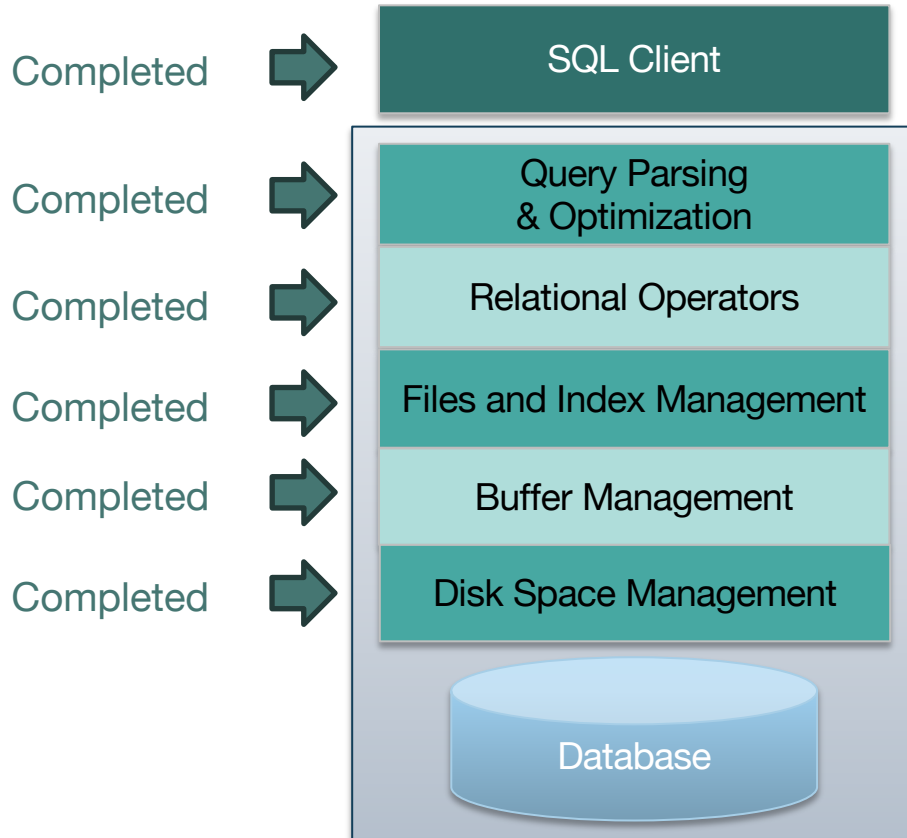 Completed
SQL Client
Completed
Query Parsing
& Optimization
Completed
Relational Operators
Completed
Files and Index Management
Completed
Buffer Management
Completed
Disk Space Management
Database